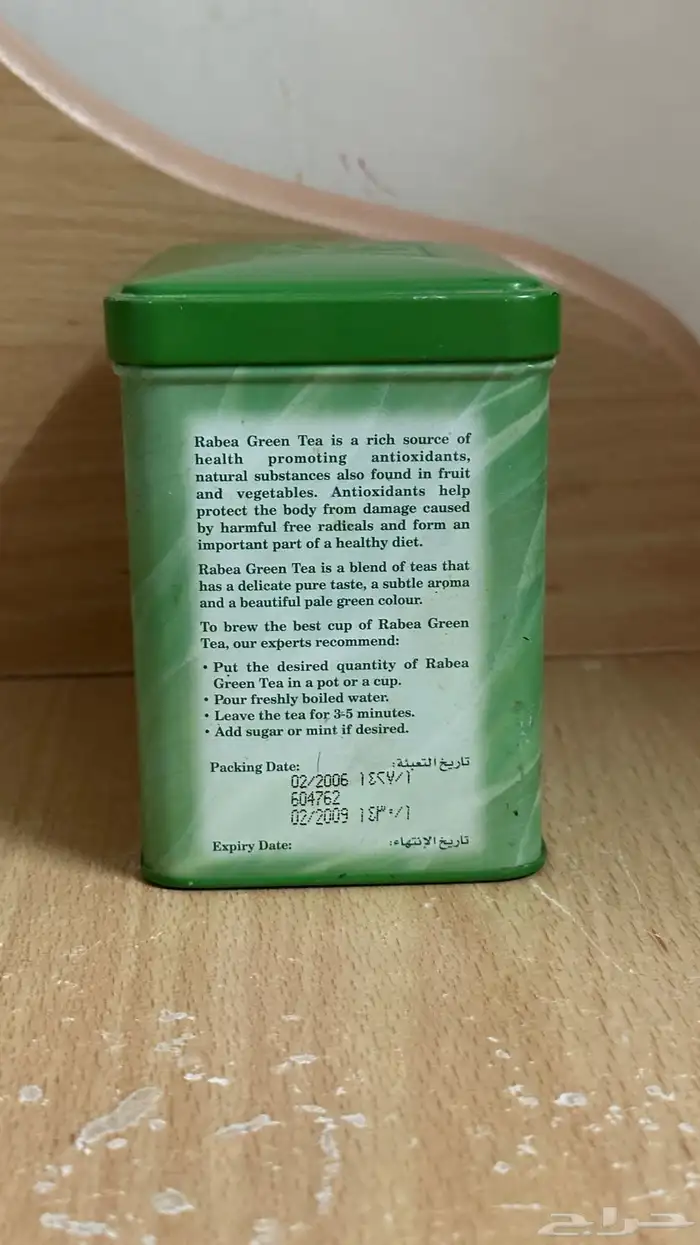 Rabea Green Tea is a rich source of
health promoting antioxidants,
natural substances also found in fruit
and vegetables. Antioxidants help
protect the body from damage caused
by harmful free radicals and form an
important part of a healthy diet.
Rabea Green Tea is a blend of teas that
has a delicate pure taste, a subtle aroma
and a beautiful pale green colour.
To brew the best cup of Rabea Green
Tea, our experts recommend:
• Put the desired quantity of Rabea
Green Tea in a pot or a cup.
• Pour freshly boiled water.
• Leave the tea for 3-5 minutes.
• Add sugar or mint if desired.
Packing Date: تاريخ التعبئة:
02/2006 ١٤٢٧/١
604762
02/2009 ١٤٣٠/١
Expiry Date: تاريخ الإنتهاء:
حراج